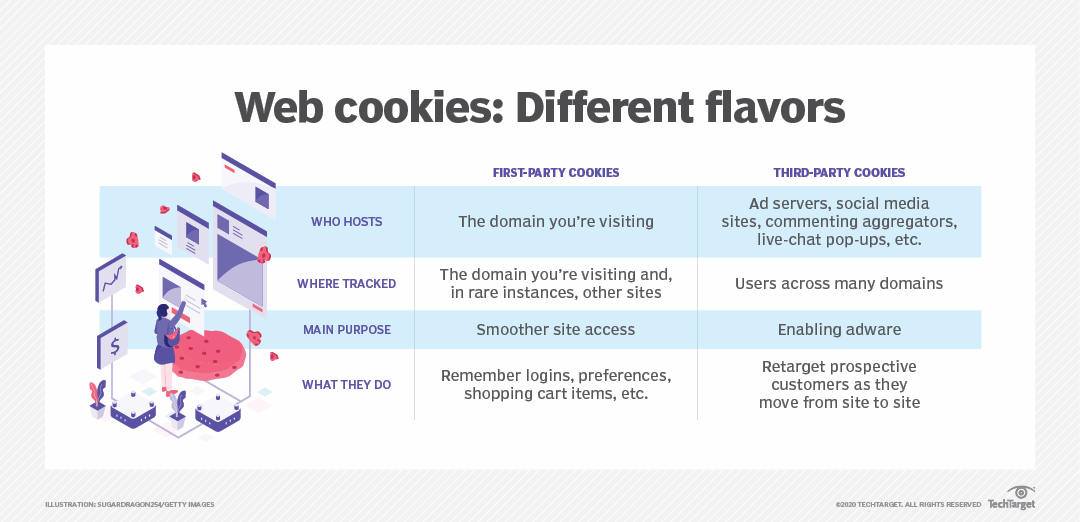 Web cookies: Different flavors
FIRST-PARTY COOKIES
THIRD-PARTY COOKIES
WHO HOSTS
The domain you're visiting
Ad servers, social media
sites, commenting aggregators,
live-chat pop-ups, etc.
WHERE TRACKED
The domain you're visiting and,
in rare instances, other sites
Users across many domains
MAIN PURPOSE
Smoother site access
Enabling adware
WHAT THEY DO
Remember logins, preferences,
shopping cart items, etc.
Retarget prospective
customers as they
move from site to site
$
ILLUSTRATION: SUGARDRAGON254/GETTY IMAGES
©2020 TECHTARGET. ALL RIGHTS RESERVED
TechTarget